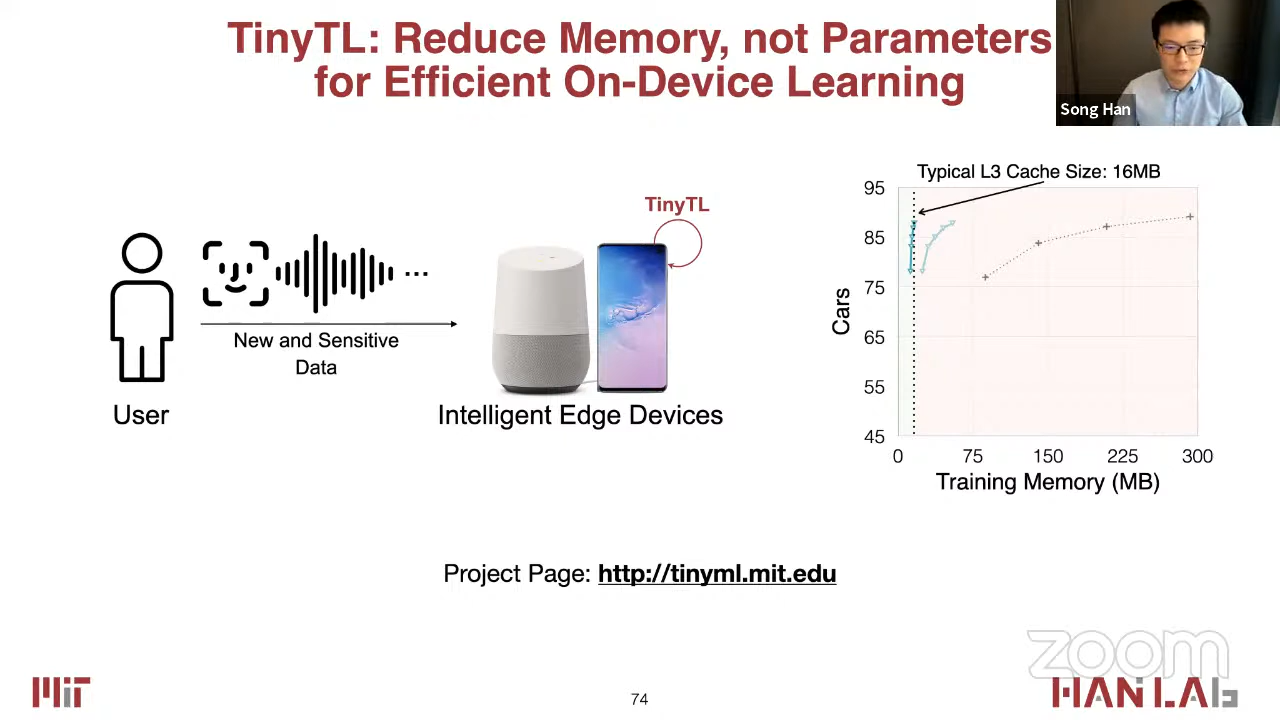 TinyTL: Reduce Memory, not Parameters
for Efficient On-Device Learning
Song Han
Typical L3 Cache Size: 16MB
TinyTL
New and Sensitive
Data
User
Intelligent Edge Devices
95
85
75
65
55
45
Cars
0 75 150 225 300
Training Memory (MB)
Project Page: http://tinyml.mit.edu
zoom
MIT
74
HAN LAB